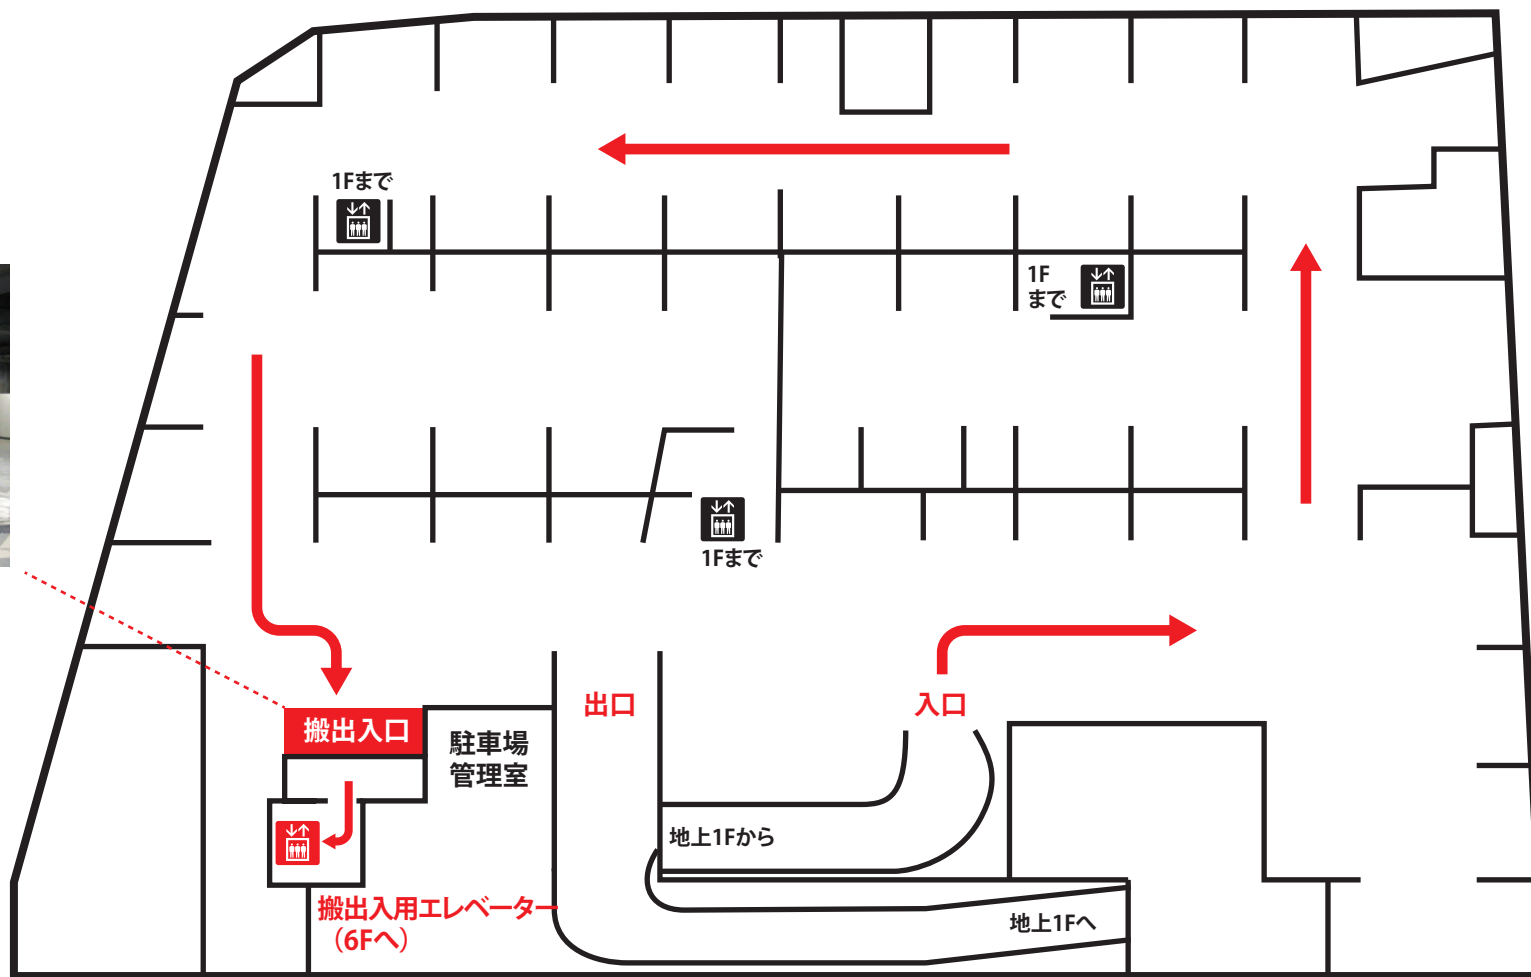 1Fまで
1F
まで
1Fまで
出口
入口
搬出入口
駐車場
管理室
地上1Fから
搬出入用エレベーター
（6Fへ）
地上1Fへ